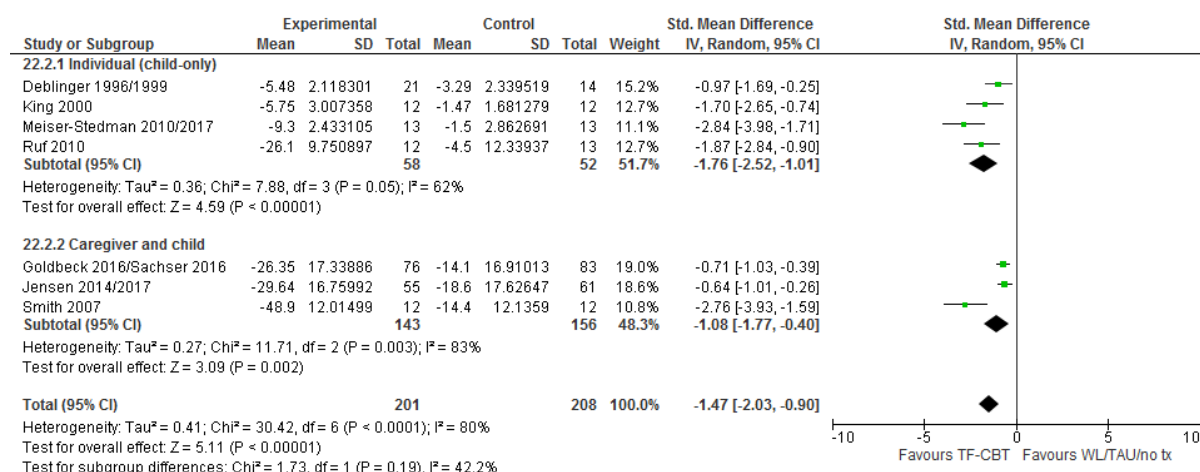 Experimental Control Std. Mean Difference Std. Mean Difference
Study or Subgroup Mean SD Total Mean SD Total Weight IV, Random, 95% CI IV, Random, 95% CI
22.2.1 Individual (child-only)
Deblinger 1996/1999 -5.48 2.118301 21 -3.29 2.339519 14 15.2% -0.97 [-1.69, -0.25]
King 2000 -5.75 3.007358 12 -1.47 1.681279 12 12.9% -1.70 [-2.65, -0.74]
Meiser-Stedman 2010/2017 -9.3 2.433105 13 -1.5 2.862691 13 11.1% -2.84 [-3.98, -1.71]
Ruf 2010 -26.1 9.750897 12 -4.5 12.33937 13 12.7% -1.87 [-2.84, -0.90]
Subtotal (95% CI) 58 52 51.7% -1.76 [-2.52, -1.01]
Heterogeneity: Tau² = 0.36; Chi² = 7.88, df = 3 (P = 0.05); I² = 62%
Test for overall effect: Z = 4.59 (P < 0.00001)
22.2.2 Caregiver and child
Goldbeck 2016/Sachser 2016 -26.35 17.33886 76 -14.1 16.91013 83 19.0% -0.71 [-1.03, -0.39]
Jensen 2014/2017 -29.64 16.75992 55 -18.6 17.62647 61 18.6% -0.64 [-1.01, -0.26]
Smith 2007 -48.9 12.01499 12 -14.4 12.1359 12 10.6% -2.76 [-3.93, -1.59]
Subtotal (95% CI) 143 156 48.3% -1.08 [-1.77, -0.40]
Heterogeneity: Tau² = 0.27; Chi² = 11.71, df = 2 (P = 0.003); I² = 83%
Test for overall effect: Z = 3.09 (P = 0.002)
Total (95% CI) 201 208 100.0% -1.47 [-2.03, -0.90]
Heterogeneity: Tau² = 0.41; Chi² = 30.42, df = 6 (P < 0.0001); I² = 80%
Test for overall effect: Z = 5.11 (P < 0.00001)
Test for subgroup differences: Chi² = 1.73, df = 1 (P = 0.19), I² = 42.2%
-10 -5 0 5 10
Favours TF-CBT Favours WL/TAU/no tx